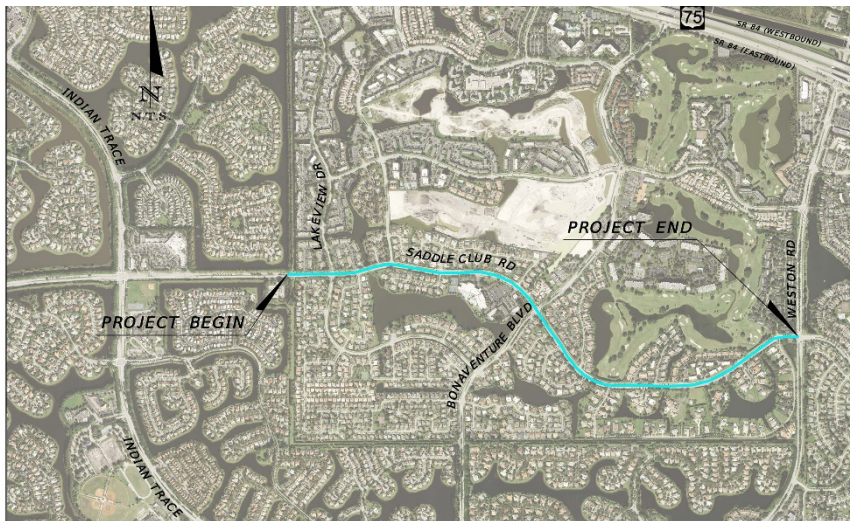 75
SR 84 (WESTBOUND)
SR 84 (EASTBOUND)
INDIAN TRACE
N
N.T.S.
LAKEVIEW DR
PROJECT END
SADDLE CLUB RD
WESTON RD
PROJECT BEGIN
BONAVENTURE BLVD
INDIAN TRACE